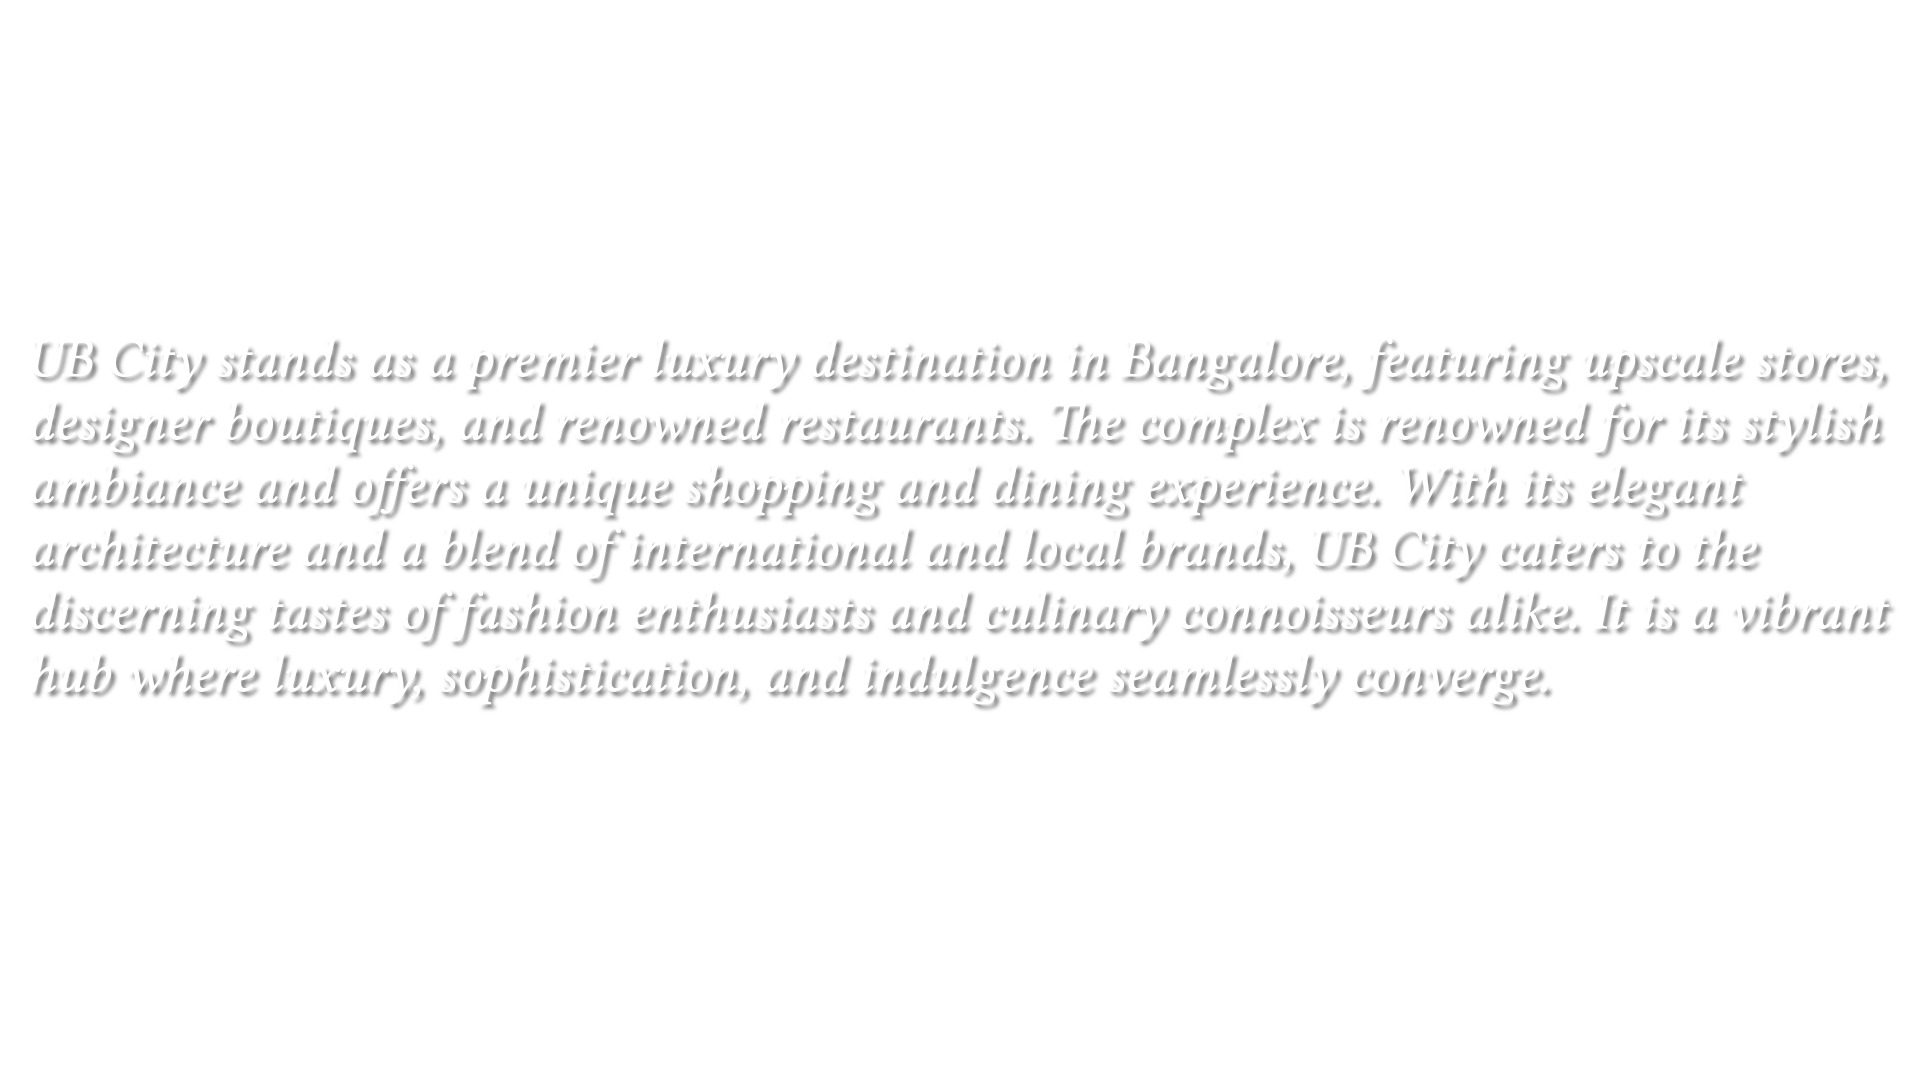 UB City stands as a premier luxury destination in Bangalore, featuring upscale stores,
designer boutiques, and renowned restaurants. The complex is renowned for its stylish
ambiance and offers a unique shopping and dining experience. With its elegant
architecture and a blend of international and local brands, UB City caters to the
discerning tastes of fashion enthusiasts and culinary connoisseurs alike. It is a vibrant
hub where luxury, sophistication, and indulgence seamlessly converge.